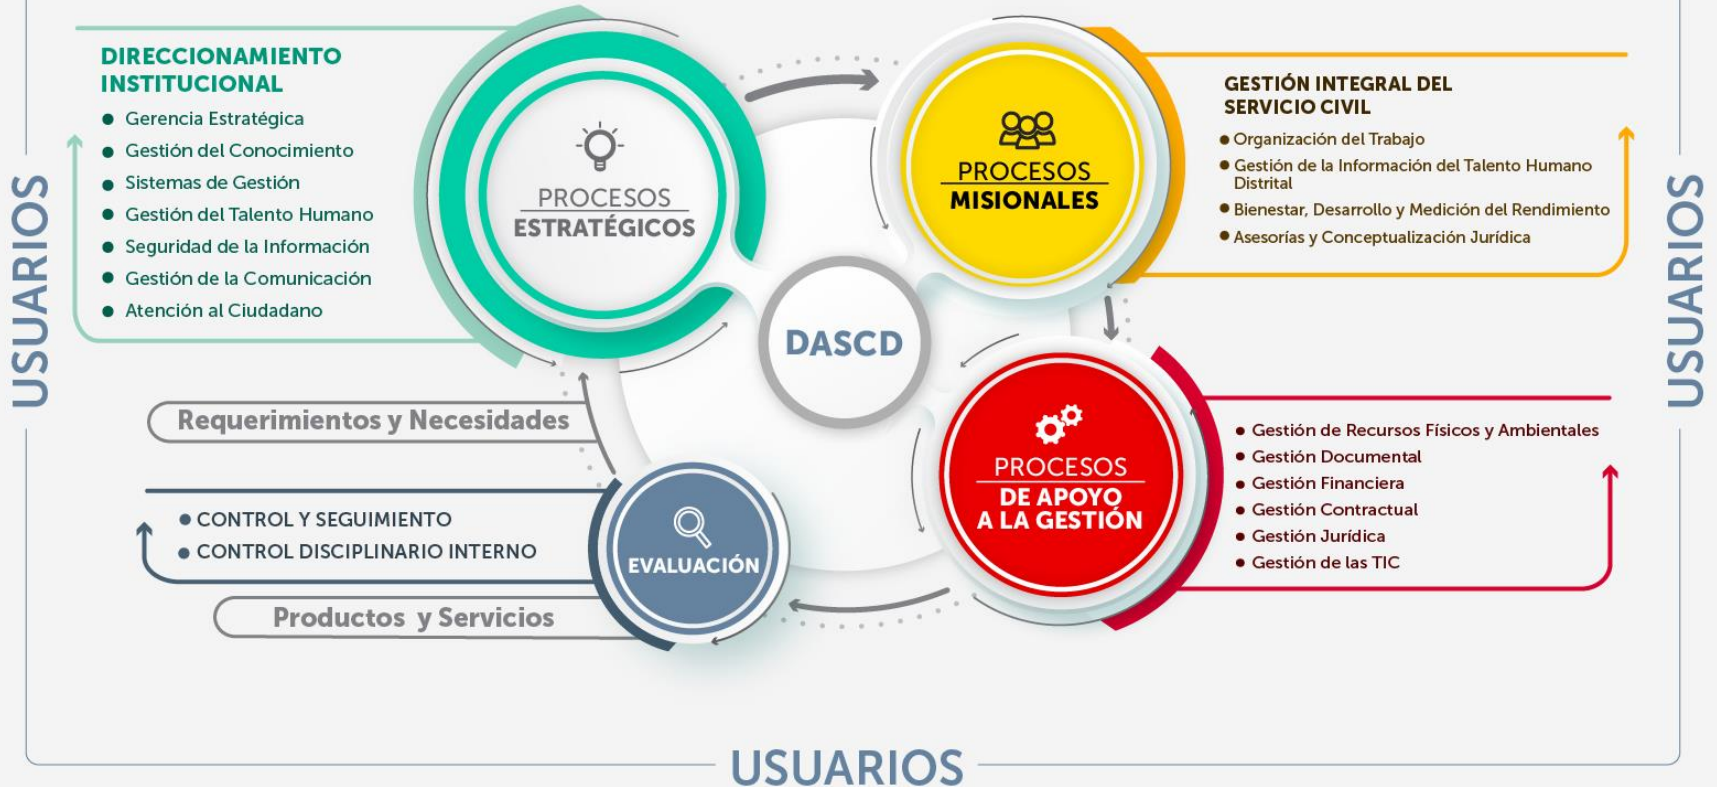 DIRECCIONAMIENTO
INSTITUCIONAL
Gerencia Estratégica
Gestión del Conocimiento
Sistemas de Gestión
Gestión del Talento Humano
Seguridad de la Información
Gestión de la Comunicación
Atención al Ciudadano
PROCESOS
ESTRATÉGICOS
PROCESOS
MISIONALES
GESTIÓN INTEGRAL DEL
SERVICIO CIVIL
Organización del Trabajo
Gestión de la Información del Talento Humano
Distrital
Bienestar, Desarrollo y Medición del Rendimiento
Asesorías y Conceptualización Jurídica
USUARIOS
USUARIOS
DASCD
Requerimientos y Necesidades
CONTROL Y SEGUIMIENTO
CONTROL DISCIPLINARIO INTERNO
Productos y Servicios
EVALUACIÓN
PROCESOS
DE APOYO
A LA GESTIÓN
Gestión de Recursos Físicos y Ambientales
Gestión Documental
Gestión Financiera
Gestión Contractual
Gestión Jurídica
Gestión de las TIC
USUARIOS